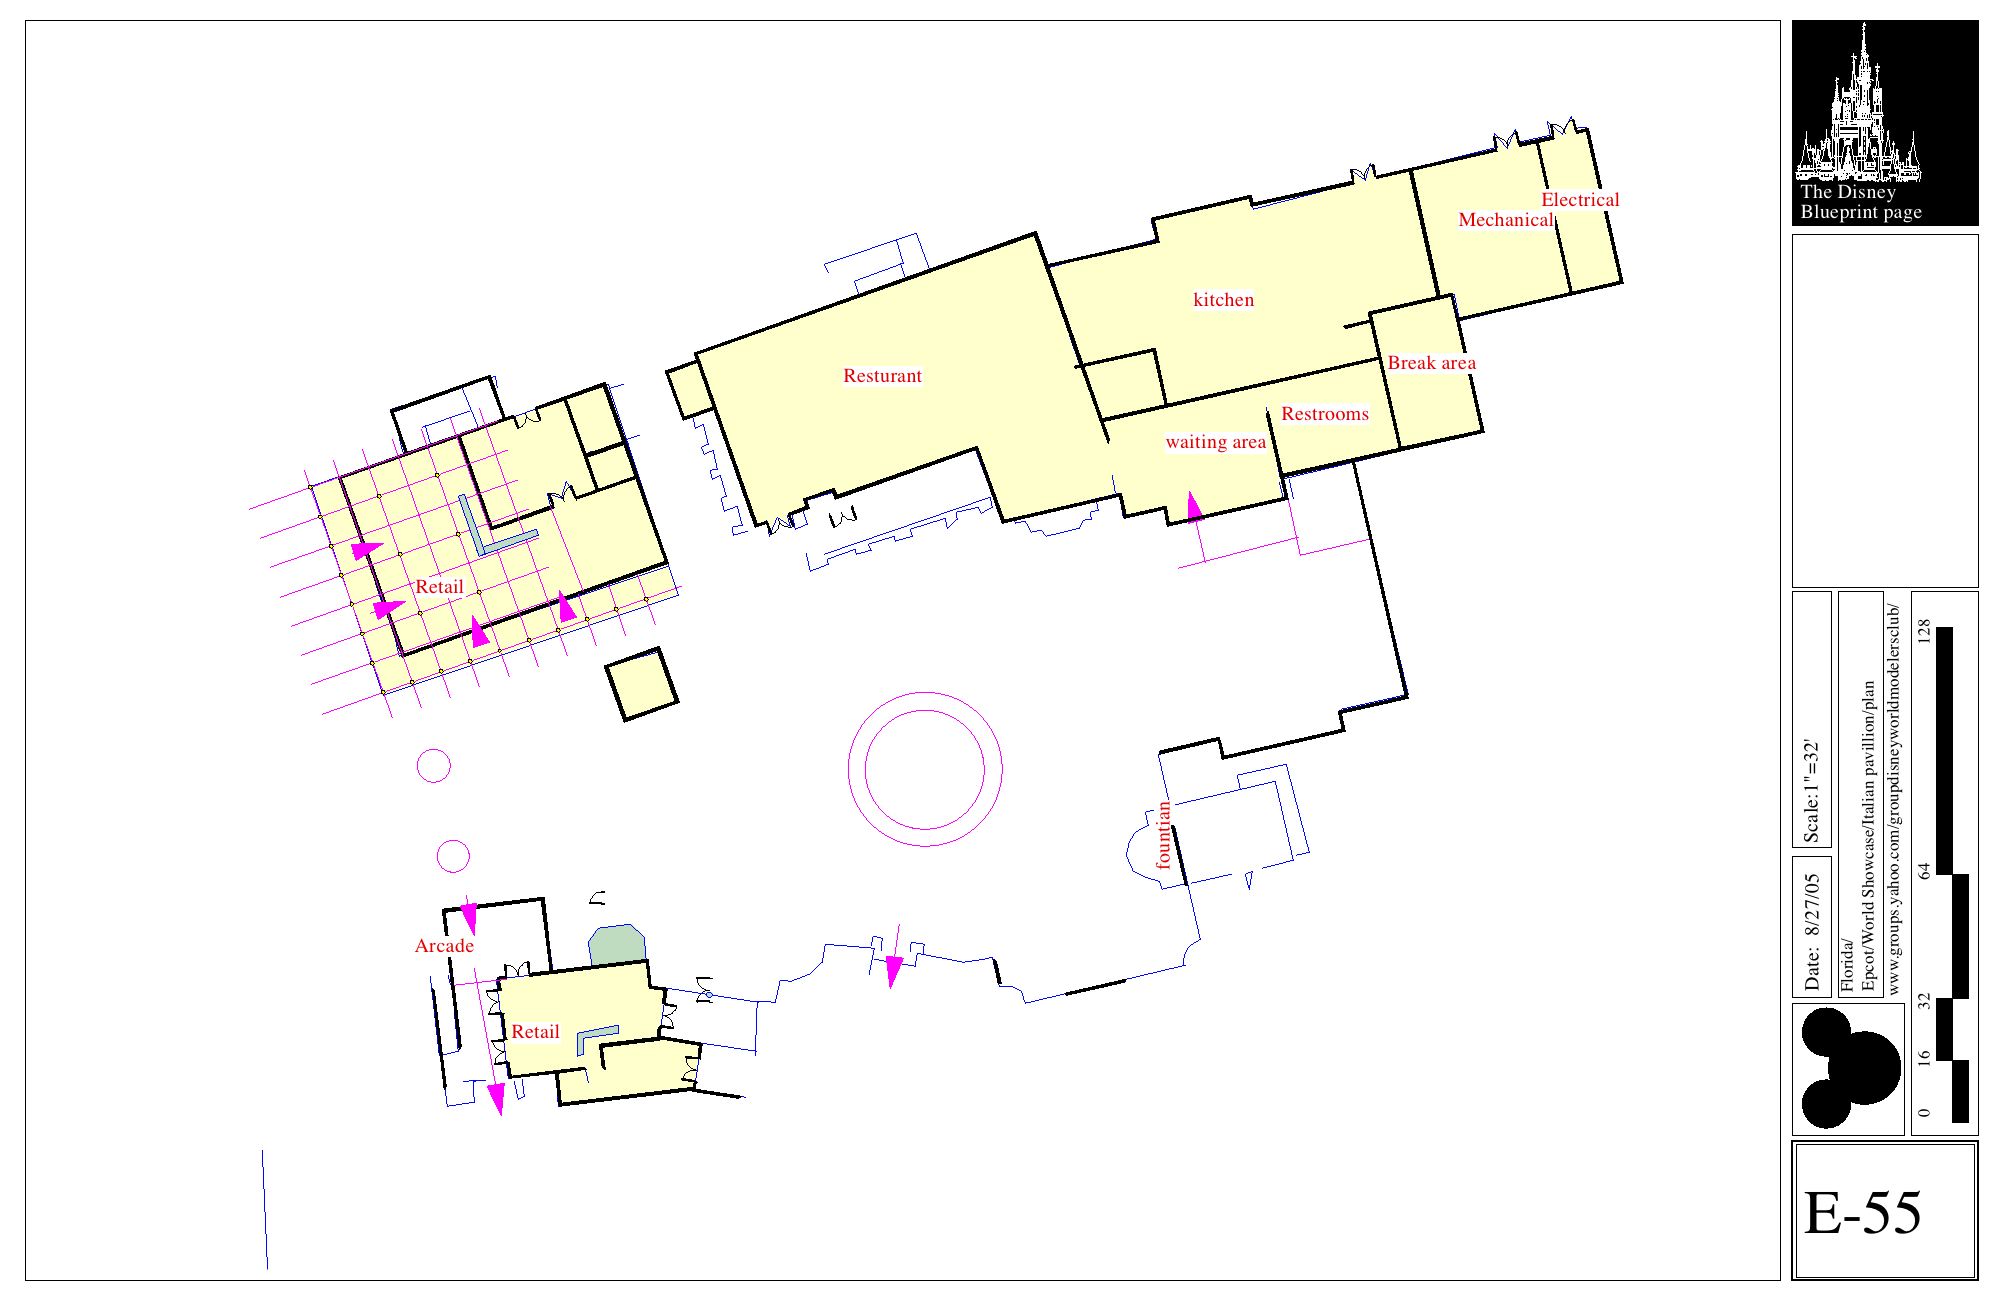 Electrical
Mechanical
kitchen
Break area
Resturant
Restrooms
waiting area
Retail
fountian
Arcade
Retail
The Disney
Blueprint page
Scale:1"=32'
Date:  8/27/05
Florida/
Epcot/World Showcase/Italian pavillion/plan
www.groups.yahoo.com/groupdisneyworldmodelersclub/
128
64
32
16
0
E-55